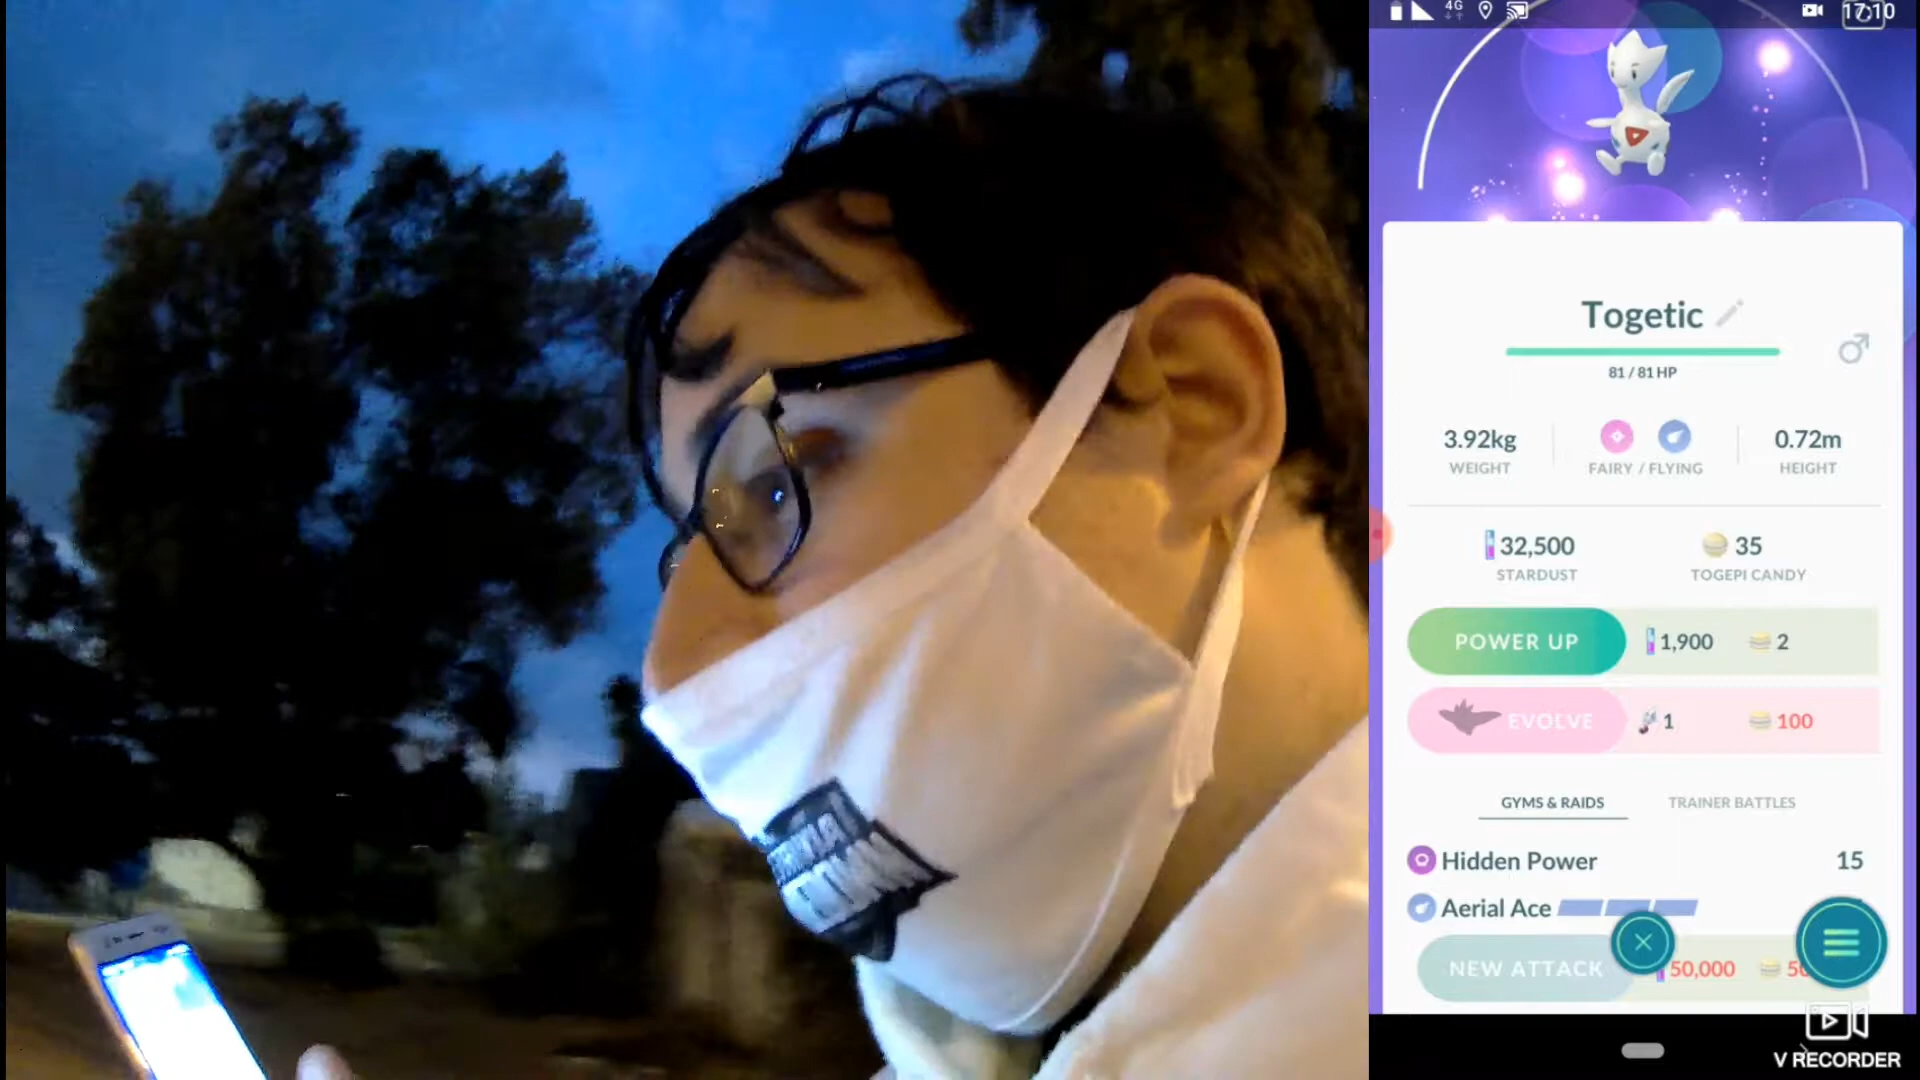 4G
17:10
Togetic
81 / 81 HP
3.92kg
WEIGHT
FAIRY / FLYING
0.72m
HEIGHT
32,500
STARDUST
35
TOGEPI CANDY
POWER UP
1,900
2
EVOLVE
1
100
GYMS & RAIDS
TRAINER BATTLES
Hidden Power
15
Aerial Ace
NEW ATTACK
50,000
V RECORDER